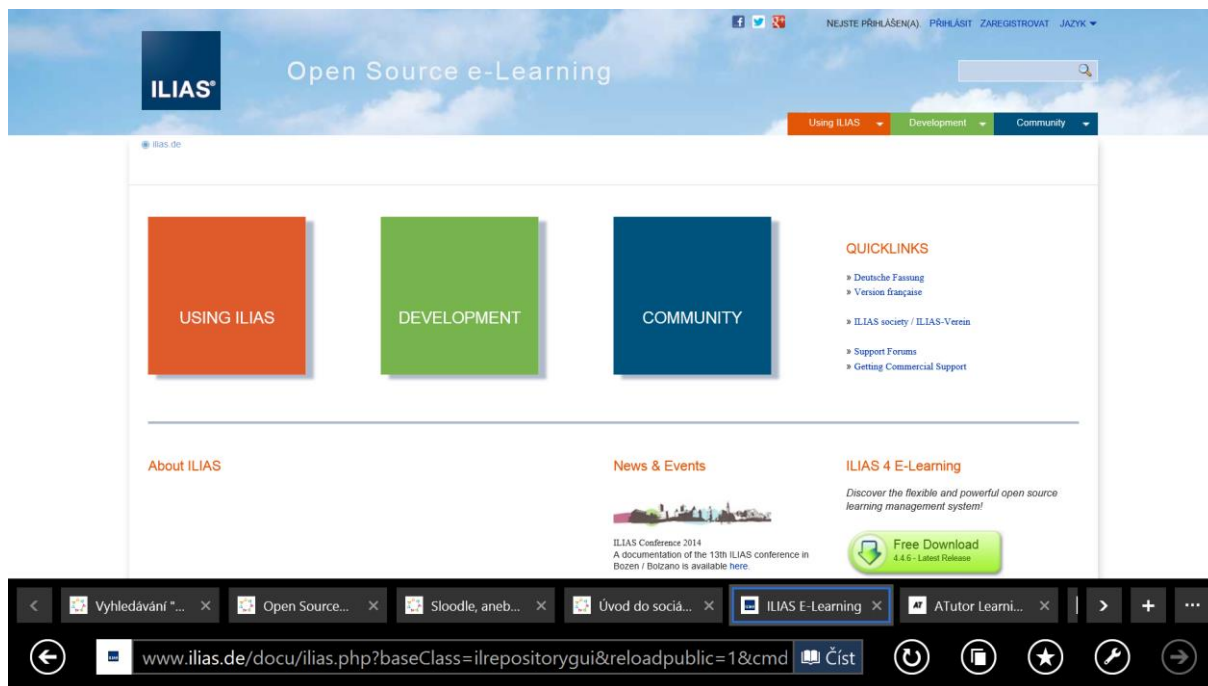 NEJSTE PŘIHLÁŠEN(A). PŘIHLÁSIT ZAREGISTROVAT JAZYK
ILIAS®
Open Source e-Learning
Using ILIAS Development Community
ilias.de
USING ILIAS
DEVELOPMENT
COMMUNITY
QUICKLINKS
» Deutsche Fassung
» Version française
» ILIAS society / ILIAS-Verein
» Support Forums
» Getting Commercial Support
About ILIAS
News & Events
ILIAS Conference 2014
A documentation of the 13th ILIAS conference in
Bozen / Bolzano is available here.
ILIAS 4 E-Learning
Discover the flexible and powerful open source
learning management system!
Free Download
4.4.6 - Latest Release
Vyhledávání "... Open Source... Sloodle, aneb... Úvod do sociá... ILIAS E-Learning AT ATutor Learni...
www.ilias.de/docu/ilias.php?baseClass=ilrepositorygui&reloadpublic=1&cmd Číst